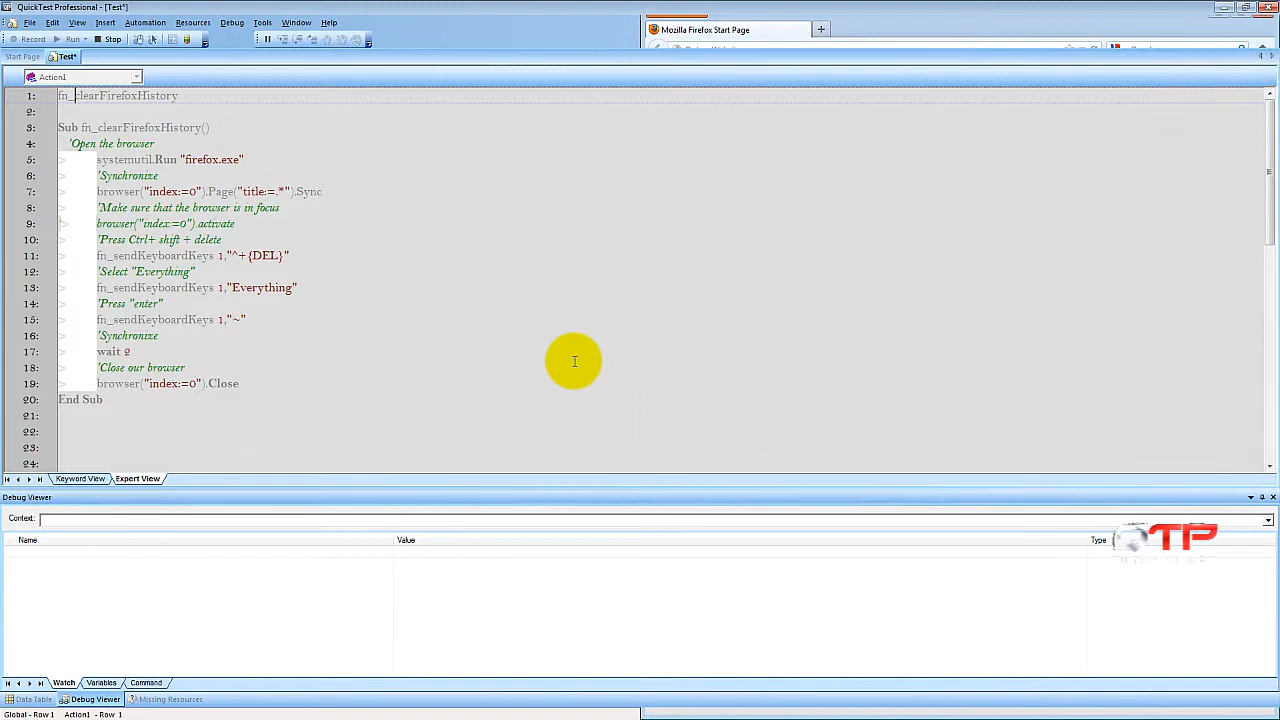 QuickTest Professional - [Test*]
File Edit View Insert Automation Resources Debug Tools Window Help
Record Run Stop
Mozilla Firefox Start Page
Start Page Test*
Action1
1: fn_clearFirefoxHistory
2:
3: Sub fn_clearFirefoxHistory()
4: 'Open the browser
5: > systemutil.Run "firefox.exe"
6: > 'Synchronize
7: > browser("index:=0").Page("title:=.*").Sync
8: > 'Make sure that the browser is in focus
9: '> browser("index:=0").activate
10: > 'Press Ctrl+ shift + delete
11: > fn_sendKeyboardKeys 1,"^+{DEL}"
12: > 'Select "Everything"
13: > fn_sendKeyboardKeys 1,"Everything"
14: > 'Press "enter"
15: > fn_sendKeyboardKeys 1,"~"
16: > 'Synchronize
17: > wait 2
18: > 'Close our browser
19: > browser("index:=0").Close
20: End Sub
21:
22:
23:
24:
Keyword View Expert View
Debug Viewer
Context:
Name Value Type
QTP
Watch Variables Command
Data Table Debug Viewer Missing Resources
Global - Row 1 Action1 - Row 1